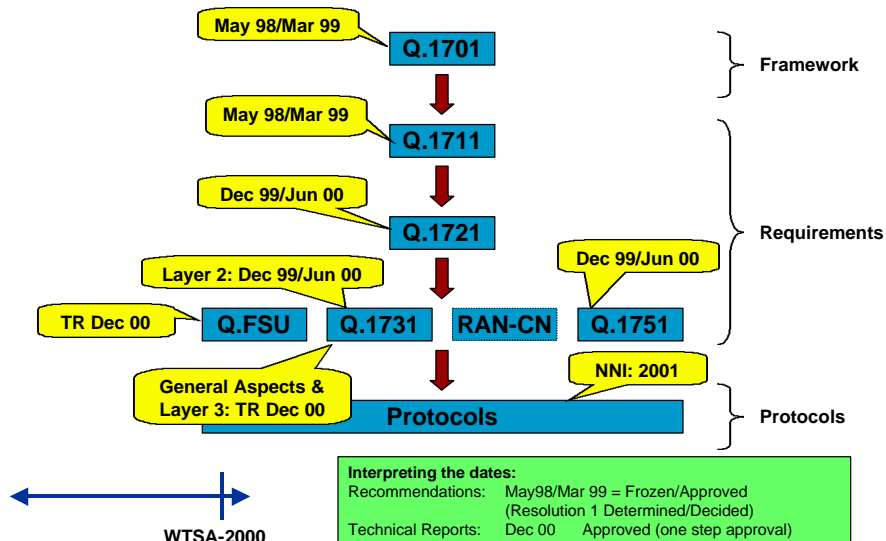 May 98/Mar 99
Q.1701
Framework
May 98/Mar 99
Q.1711
Dec 99/Jun 00
Q.1721
Requirements
Dec 99/Jun 00
Layer 2: Dec 99/Jun 00
TR Dec 00
Q.FSU
Q.1731
RAN-CN
Q.1751
General Aspects &
Layer 3: TR Dec 00
NNI: 2001
Protocols
Protocols
Interpreting the dates:
Recommendations: May98/Mar 99 = Frozen/Approved
(Resolution 1 Determined/Decided)
Technical Reports: Dec 00 Approved (one step approval)
WTSA-2000